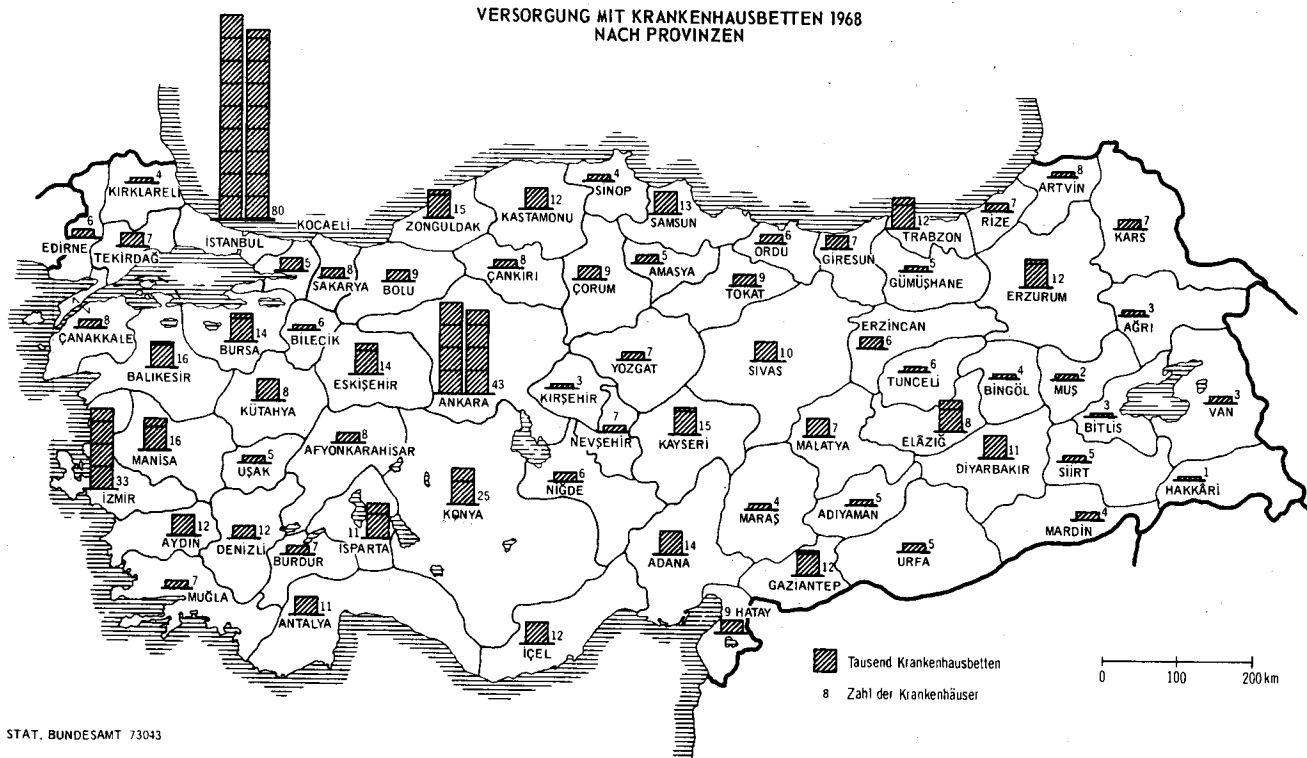 VERSORGUNG MIT KRANKENHAUSBETTEN 1968
NACH PROVINZEN
80
4
KIRKLARELİ
6
EDİRNE
7
TEKİRDAĞ
İSTANBUL
KOCAELİ
5
8
SAKARYA
9
BOLU
15
ZONGULDAK
12
KASTAMONU
4
SINOP
13
SAMSUN
8
ÇANKIRI
9
ÇORUM
5
AMASYA
9
TOKAT
6
ORDU
7
GİRESUN
12
TRABZON
5
GÜMÜŞHANE
7
RİZE
8
ARTVİN
7
KARS
12
ERZURUM
3
AĞRI
8
ÇANAKKALE
16
BALIKESİR
14
BURSA
6
BİLECİK
14
ESKİŞEHİR
43
ANKARA
8
KÜTAHYA
3
KIRŞEHİR
7
YOZGAT
10
SIVAS
ERZİNCAN
6
6
TUNCELİ
4
BİNGÖL
2
MUŞ
3
BİTLİS
3
VAN
33
İZMİR
16
MANİSA
5
UŞAK
8
AFYONKARAHİSAR
7
NEVŞEHİR
15
KAYSERİ
7
MALATYA
8
ELÂZIĞ
11
DİYARBAKIR
5
SİİRT
1
HAKKÂRİ
12
AYDIN
12
DENİZLİ
7
BURDUR
11
ISPARTA
25
KONYA
6
NİĞDE
4
MARAŞ
5
ADIYAMAN
4
MARDİN
7
MUĞLA
11
ANTALYA
12
İÇEL
14
ADANA
12
GAZİANTEP
5
URFA
9 HATAY
Tausend Krankenhausbetten
8 Zahl der Krankenhäuser
0 100 200 km
STAT. BUNDESAMT 73043